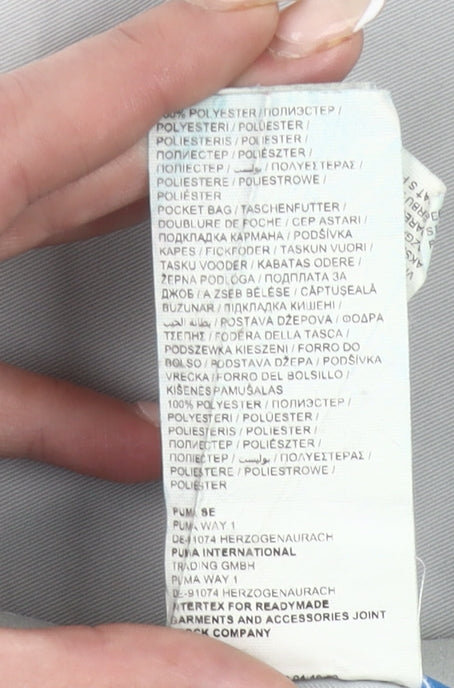 100% POLYESTER / ПОЛИЭСТЕР /
POLYESTERI / POLÜESTER /
POLIESTERIS / POLIESTER /
ПОЛИЕСТЕР / POLIÉSZTER /
ПОЛІЕСТЕР / بوليستر / ΠΟΛΥΕΣΤΕΡΑΣ /
POLIESTERE / POLIESTROWE /
POLIÉSTER
POCKET BAG / TASCHENFUTTER /
DOUBLURE DE POCHE / CEP ASTARI /
ПОДКЛАДКА КАРМАНА / PODŠÍVKA
KAPES / FICKFODER / TASKUN VUORI /
TASKU VOODER / KABATAS ODERE /
ŽEPNA PODLOGA / ПОДПЛАТА ЗА
ДЖОБ / A ZSEB BÉLÉSE / CĂPTUŞEALĂ
BUZUNAR / ПІДКЛАДКА КИШЕНІ /
بطانة الجيب / POSTAVA DŽEPOVA / ΦΟΔΡΑ
ΤΣΕΠΗΣ / FODERA DELLA TASCA /
PODSZEWKA KIESZENI / FORRO DO
BOLSO / PODSTAVA DŽEPA / PODŠÍVKA
VRECKA / FORRO DEL BOLSILLO /
KIŠENĖS PAMUŠALAS
100% POLYESTER / ПОЛИЭСТЕР /
POLYESTERI / POLÜESTER /
POLIESTERIS / POLIESTER /
ПОЛИЕСТЕР / POLIÉSZTER /
ПОЛІЕСТЕР / بوليستر / ΠΟΛΥΕΣΤΕΡΑΣ /
POLIESTERE / POLIESTROWE /
POLIÉSTER
PUMA SE
PUMA WAY 1
DE-91074 HERZOGENAURACH
PUMA INTERNATIONAL
TRADING GMBH
PUMA WAY 1
DE-91074 HERZOGENAURACH
INTERTEX FOR READYMADE
GARMENTS AND ACCESSORIES JOINT
STOCK COMPANY